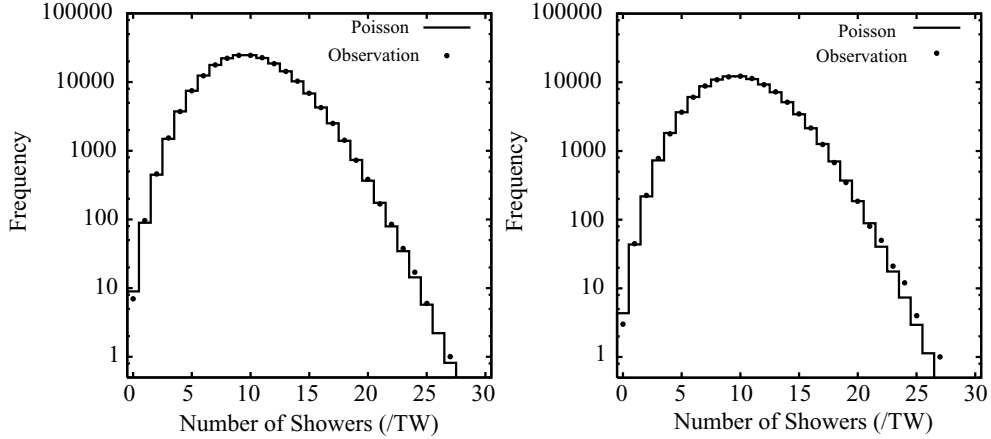 100000
10000
1000
100
10
1
Frequency
Poisson
Observation
0 5 10 15 20 25 30
Number of Showers (/TW)
100000
10000
1000
100
10
1
Frequency
Poisson
Observation
0 5 10 15 20 25 30
Number of Showers (/TW)